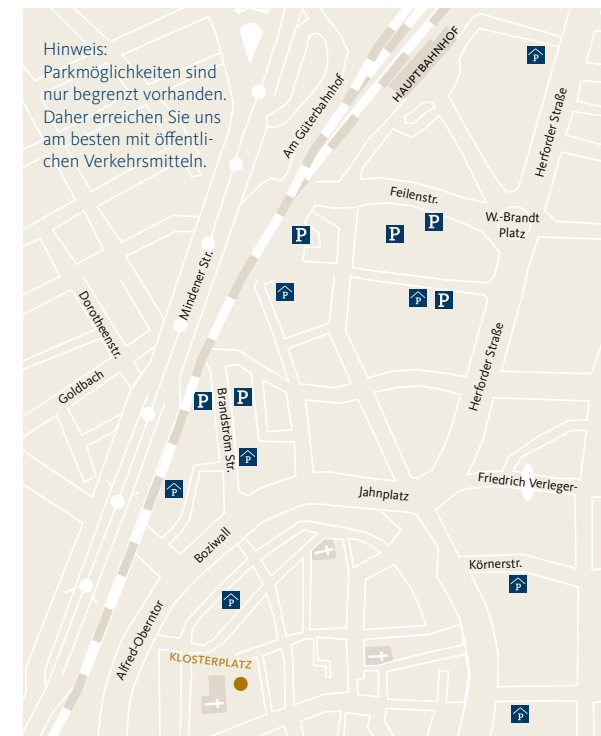 Hinweis:
Parkmöglichkeiten sind
nur begrenzt vorhanden.
Daher erreichen Sie uns
am besten mit öffentli-
chen Verkehrsmitteln.
HAUPTBAHNHOF
P
Am Güterbahnhof
Herforder Straße
Feilenstr.
W.-Brandt
Platz
P
P
P
Mindener Str.
P
P
P
Dorotheenstr.
Herforder Straße
Goldbach
P
P
Brandström Str.
P
P
Jahnplatz
Friedrich Verleger-
Boziwall
Körnerstr.
P
P
Alfred-Oberntor
KLOSTERPLATZ
P